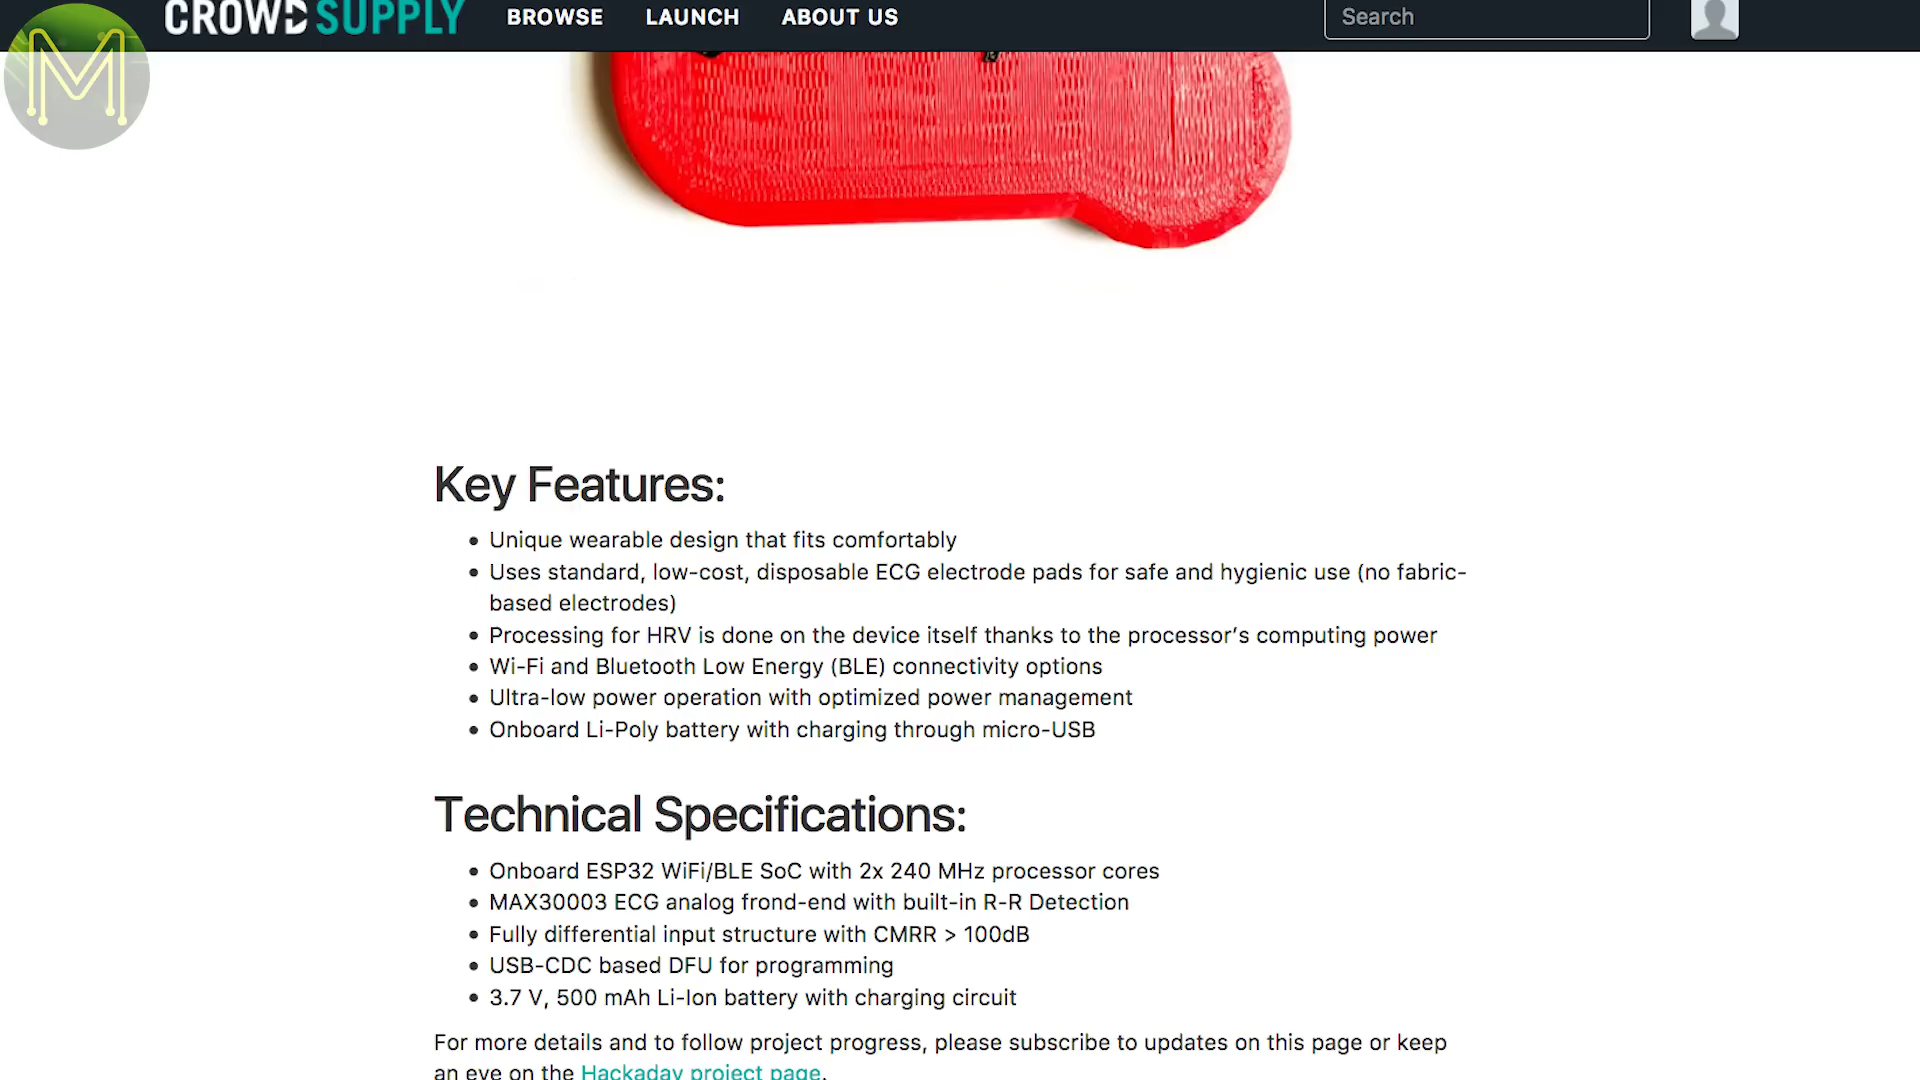 CROWD SUPPLY BROWSE LAUNCH ABOUT US Search
M
Key Features:
• Unique wearable design that fits comfortably
• Uses standard, low-cost, disposable ECG electrode pads for safe and hygienic use (no fabric-
based electrodes)
• Processing for HRV is done on the device itself thanks to the processor’s computing power
• Wi-Fi and Bluetooth Low Energy (BLE) connectivity options
• Ultra-low power operation with optimized power management
• Onboard Li-Poly battery with charging through micro-USB
Technical Specifications:
• Onboard ESP32 WiFi/BLE SoC with 2x 240 MHz processor cores
• MAX30003 ECG analog frond-end with built-in R-R Detection
• Fully differential input structure with CMRR > 100dB
• USB-CDC based DFU for programming
• 3.7 V, 500 mAh Li-Ion battery with charging circuit
For more details and to follow project progress, please subscribe to updates on this page or keep
an eye on the Hackaday project page.